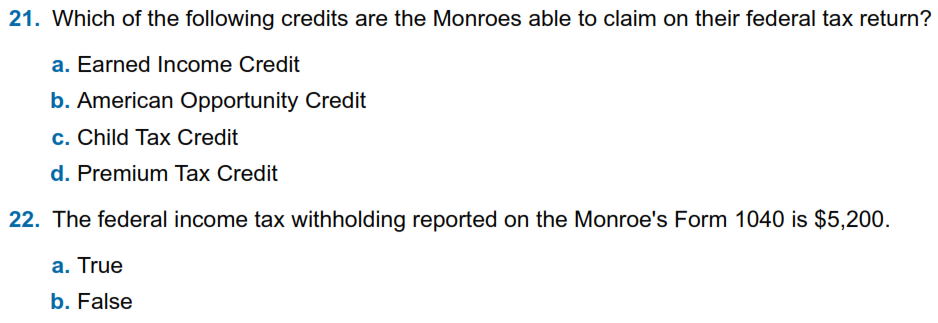 21. Which of the following credits are the Monroes able to claim on their federal tax return?
a. Earned Income Credit
b. American Opportunity Credit
c. Child Tax Credit
d. Premium Tax Credit
22. The federal income tax withholding reported on the Monroe's Form 1040 is $5,200.
a. True
b. False